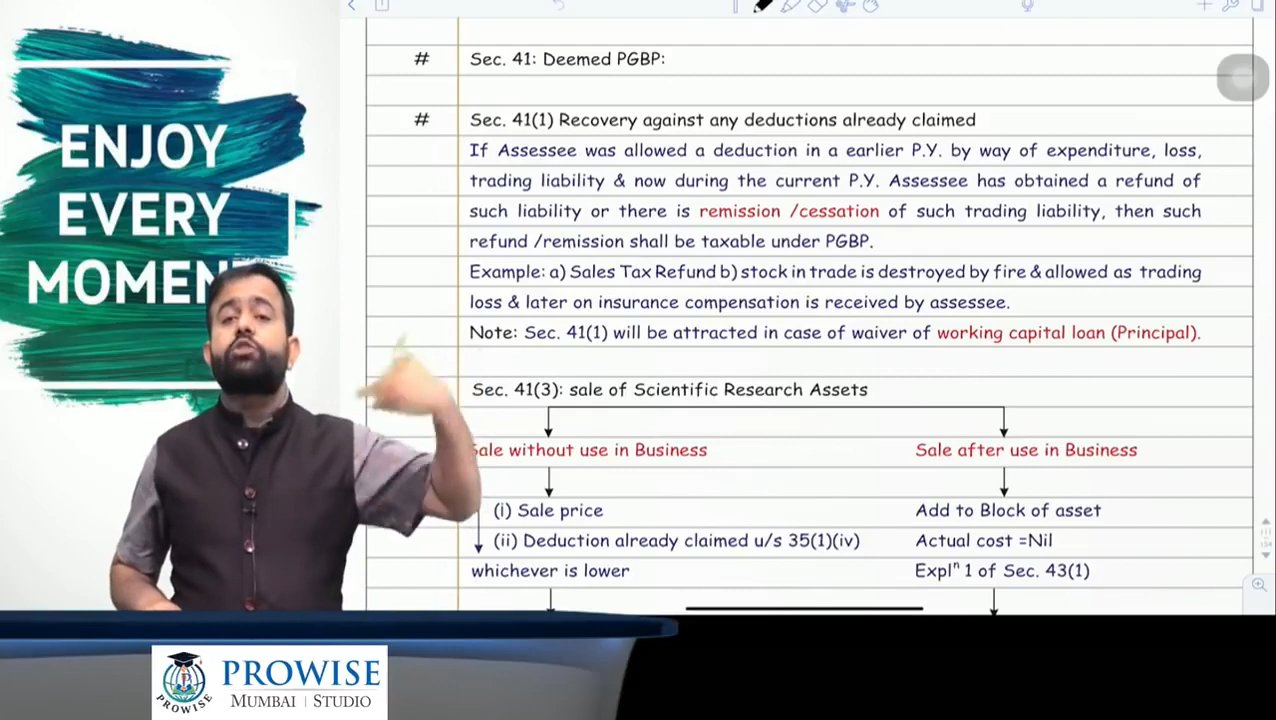 ENJOY
EVERY
MOMENT
# Sec. 41: Deemed PGBP:
# Sec. 41(1) Recovery against any deductions already claimed
If Assessee was allowed a deduction in a earlier P.Y. by way of expenditure, loss,
trading liability & now during the current P.Y. Assessee has obtained a refund of
such liability or there is remission /cessation of such trading liability, then such
refund /remission shall be taxable under PGBP.
Example: a) Sales Tax Refund b) stock in trade is destroyed by fire & allowed as trading
loss & later on insurance compensation is received by assessee.
Note: Sec. 41(1) will be attracted in case of waiver of working capital loan (Principal).
Sec. 41(3): sale of Scientific Research Assets
Sale without use in Business Sale after use in Business
(i) Sale price Add to Block of asset
(ii) Deduction already claimed u/s 35(1)(iv) Actual cost =Nil
whichever is lower Explⁿ 1 of Sec. 43(1)
PROWISE
PROWISE
MUMBAI | STUDIO